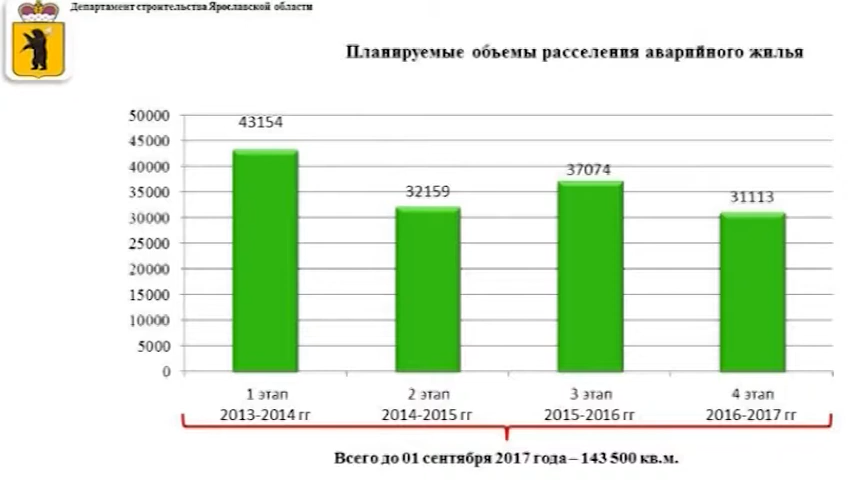 Департамент строительства Ярославской области
Планируемые объемы расселения аварийного жилья
50000
45000
40000
35000
30000
25000
20000
15000
10000
5000
0
43154
32159
37074
31113
1 этап
2013-2014 гг
2 этап
2014-2015 гг
3 этап
2015-2016 гг
4 этап
2016-2017 гг
Всего до 01 сентября 2017 года – 143 500 кв.м.